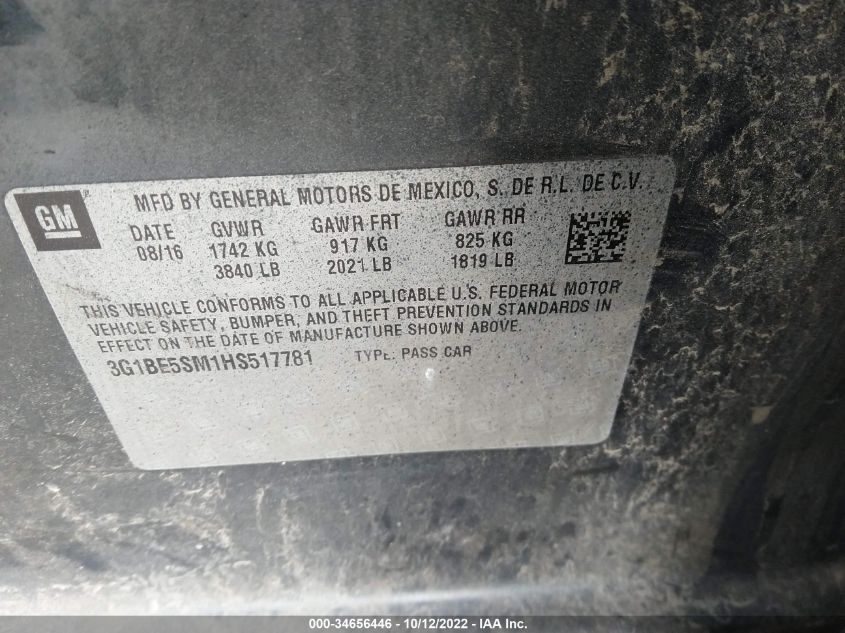 GM
MFD BY GENERAL MOTORS DE MEXICO, S. DE R.L. DE C.V.
DATE GVWR GAWR FRT GAWR RR
08/16 1742 KG 917 KG 825 KG
3840 LB 2021 LB 1819 LB
THIS VEHICLE CONFORMS TO ALL APPLICABLE U.S. FEDERAL MOTOR
VEHICLE SAFETY, BUMPER, AND THEFT PREVENTION STANDARDS IN
EFFECT ON THE DATE OF MANUFACTURE SHOWN ABOVE.
3G1BE5SM1HS517781 TYPE: PASS CAR
000-34656446 - 10/12/2022 - IAA Inc.